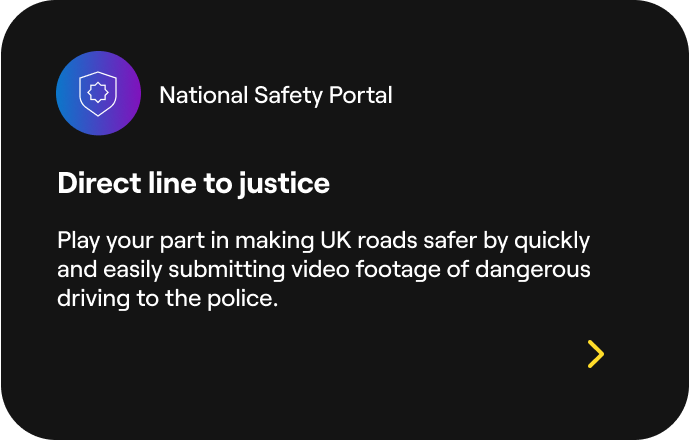 National Safety Portal
Direct line to justice
Play your part in making UK roads safer by quickly
and easily submitting video footage of dangerous
driving to the police.